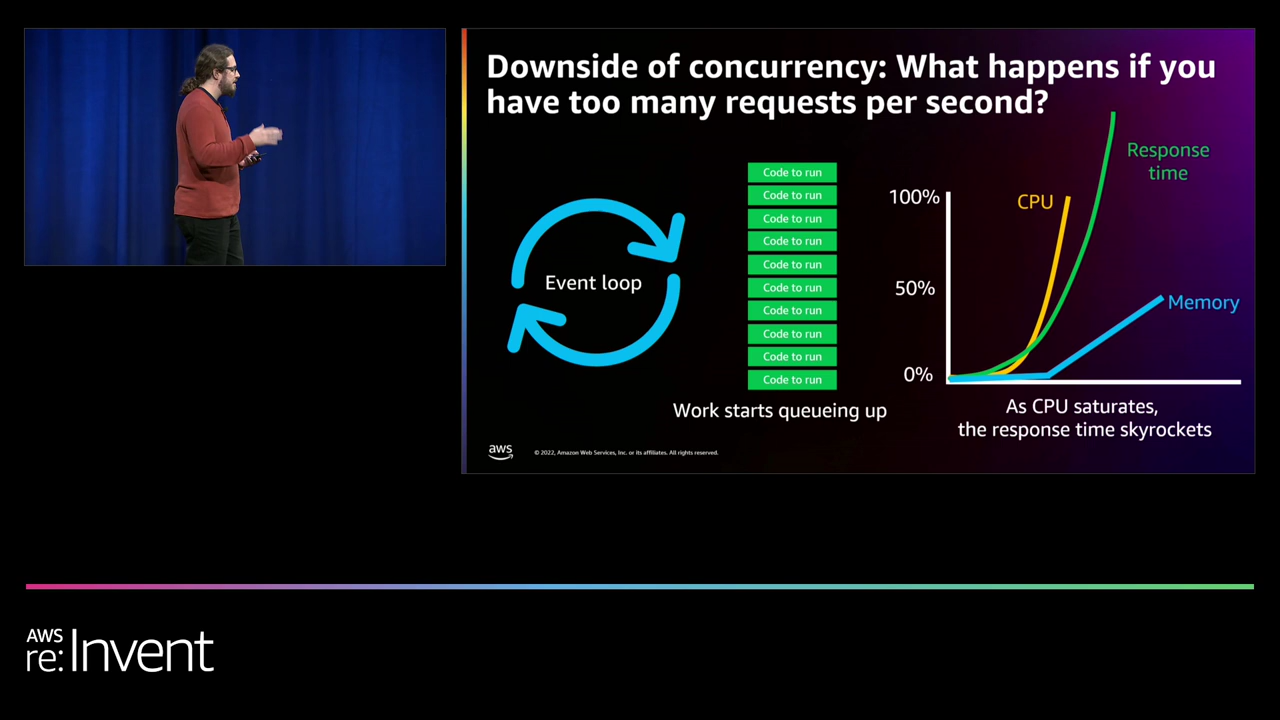 Downside of concurrency: What happens if you
have too many requests per second?
Event loop
Code to run
Code to run
Code to run
Code to run
Code to run
Code to run
Code to run
Code to run
Code to run
Code to run
Work starts queueing up
100%
50%
0%
CPU
Response
time
Memory
As CPU saturates,
the response time skyrockets
aws
© 2022, Amazon Web Services, Inc. or its affiliates. All rights reserved.
AWS
re:Invent